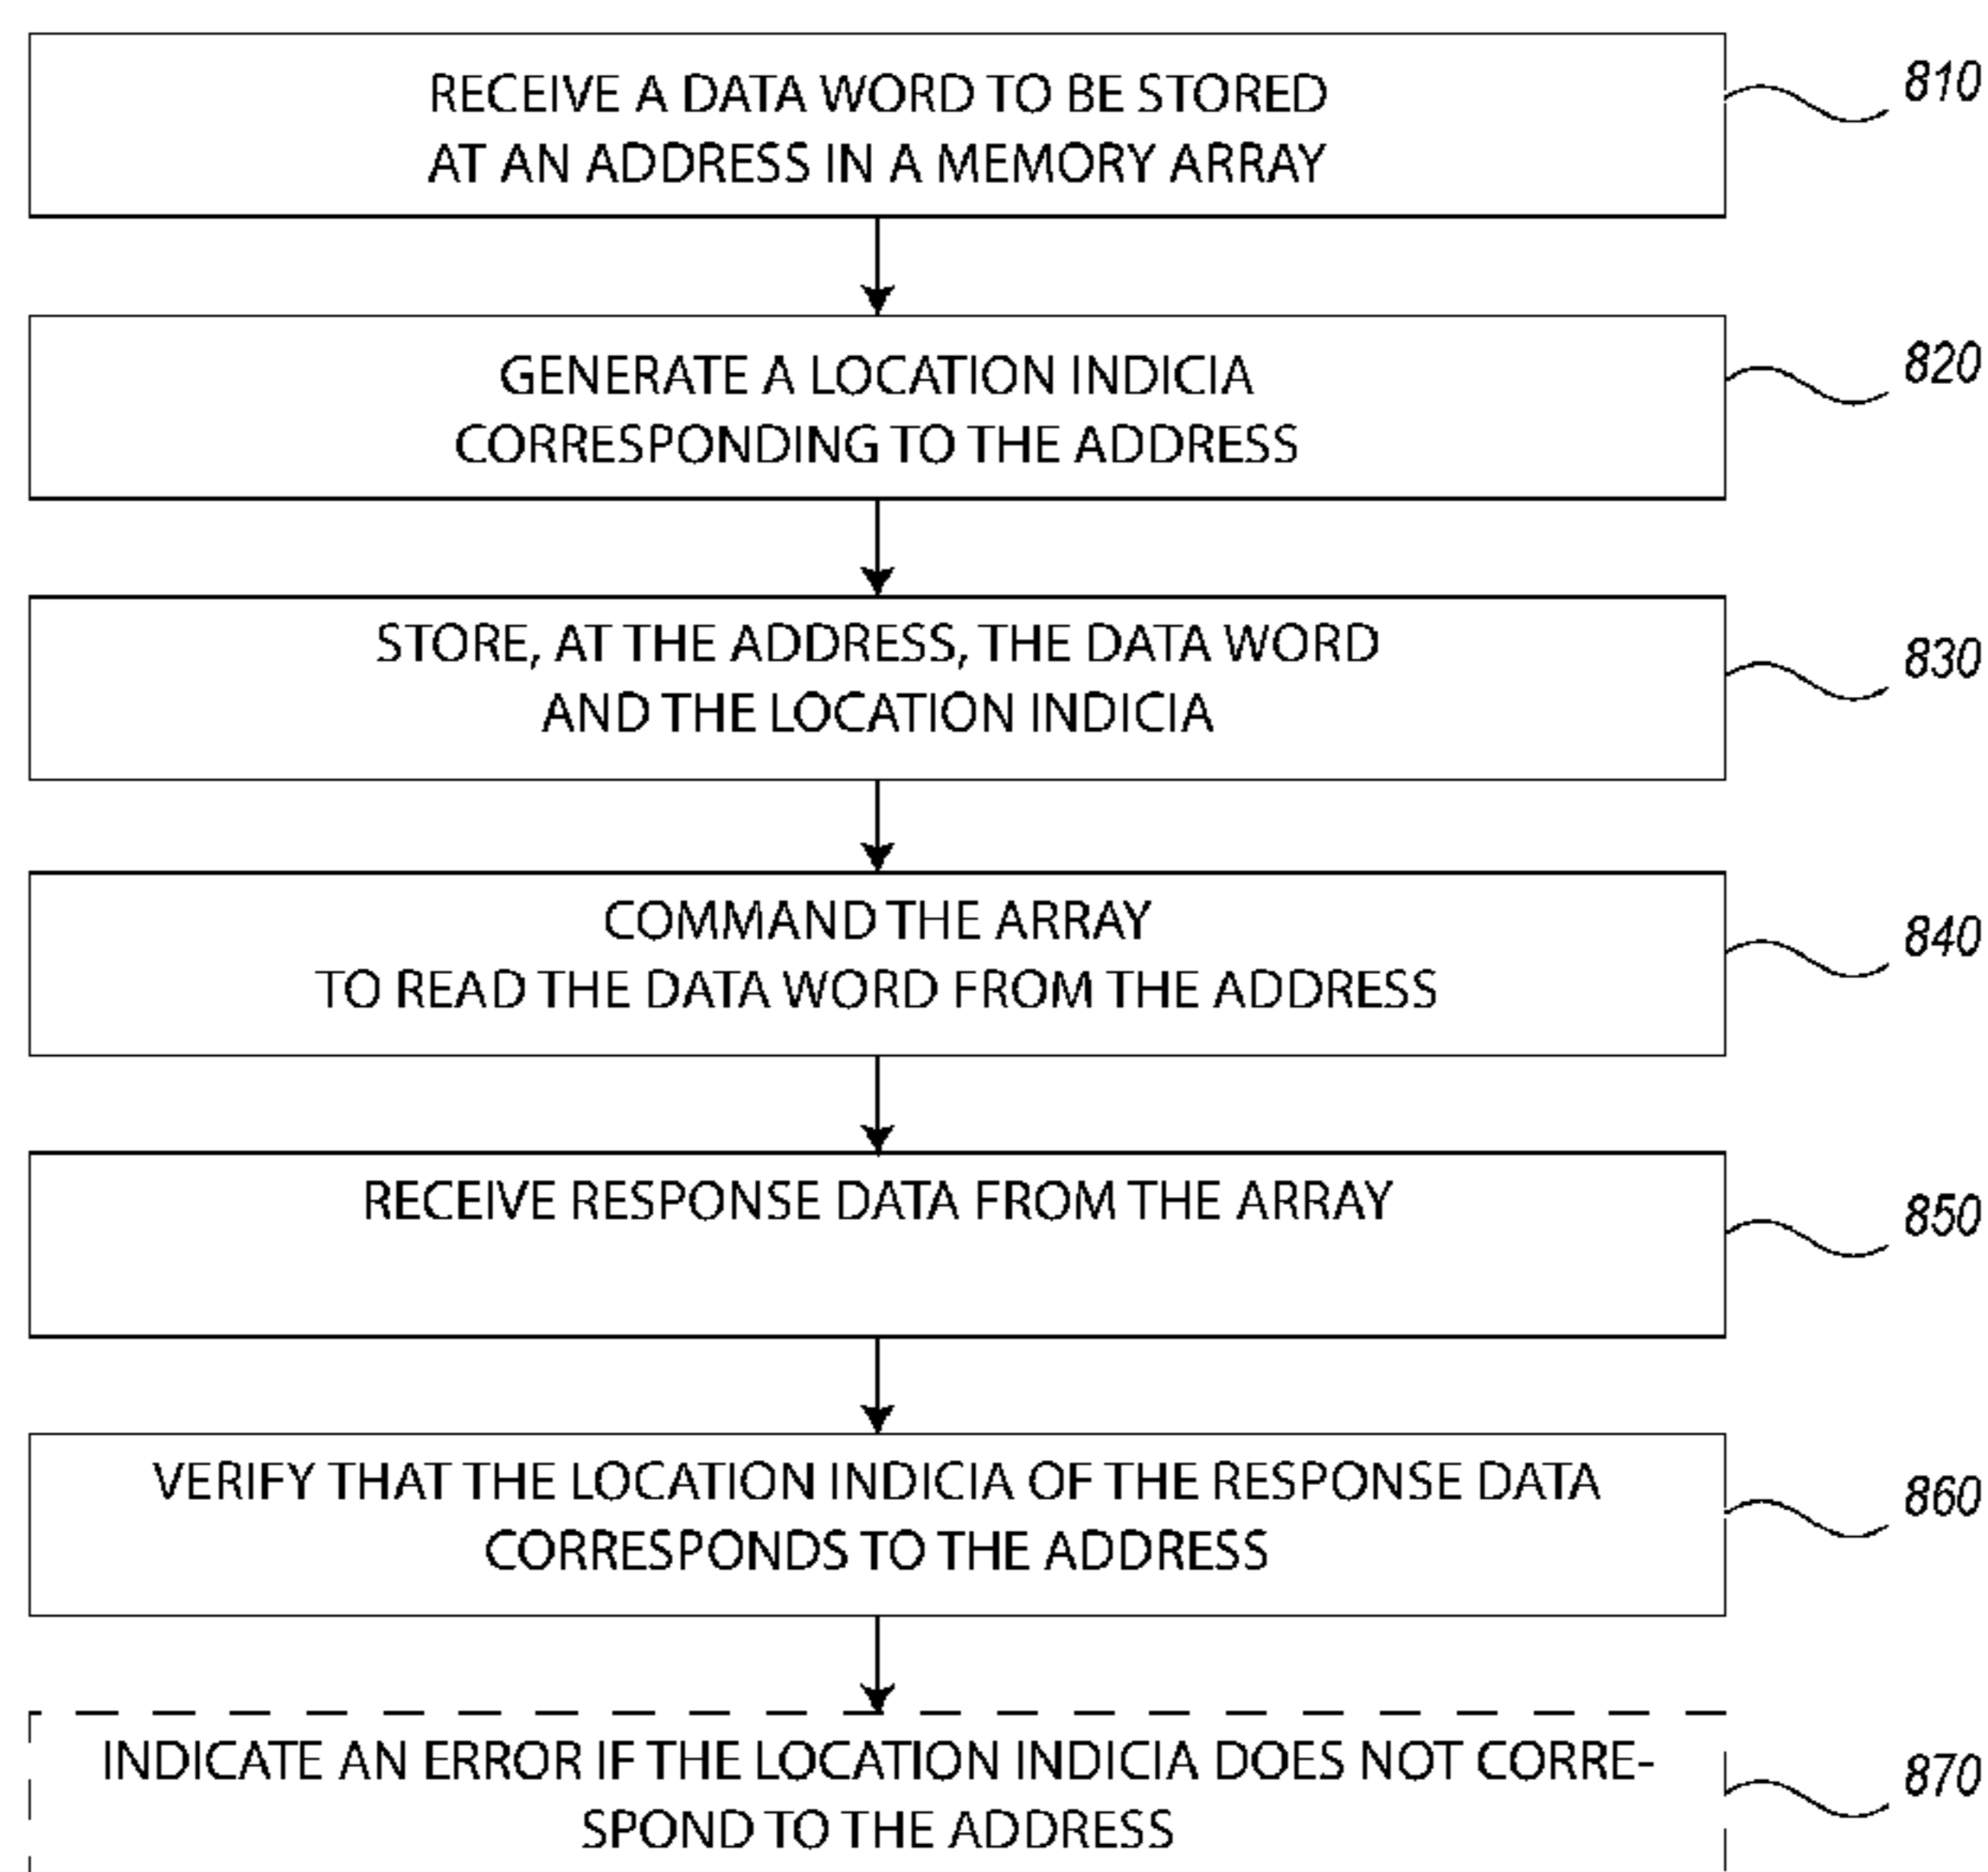 RECEIVE A DATA WORD TO BE STORED
AT AN ADDRESS IN A MEMORY ARRAY
810
GENERATE A LOCATION INDICIA
CORRESPONDING TO THE ADDRESS
820
STORE, AT THE ADDRESS, THE DATA WORD
AND THE LOCATION INDICIA
830
COMMAND THE ARRAY
TO READ THE DATA WORD FROM THE ADDRESS
840
RECEIVE RESPONSE DATA FROM THE ARRAY
850
VERIFY THAT THE LOCATION INDICIA OF THE RESPONSE DATA
CORRESPONDS TO THE ADDRESS
860
INDICATE AN ERROR IF THE LOCATION INDICIA DOES NOT CORRE-
SPOND TO THE ADDRESS
870